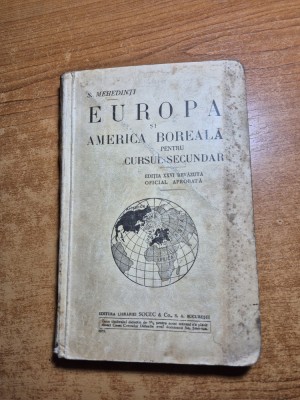 S. MEHEDINȚI
EUROPA
ȘI
AMERICA BOREALĂ
PENTRU
CURSUL SECUNDAR
EDIȚIA XXVI REVĂZUTĂ
OFICIAL APROBATĂ
EDITURA LIBRĂRIEI SOCEC & Co., S. A. BUCUREȘTI